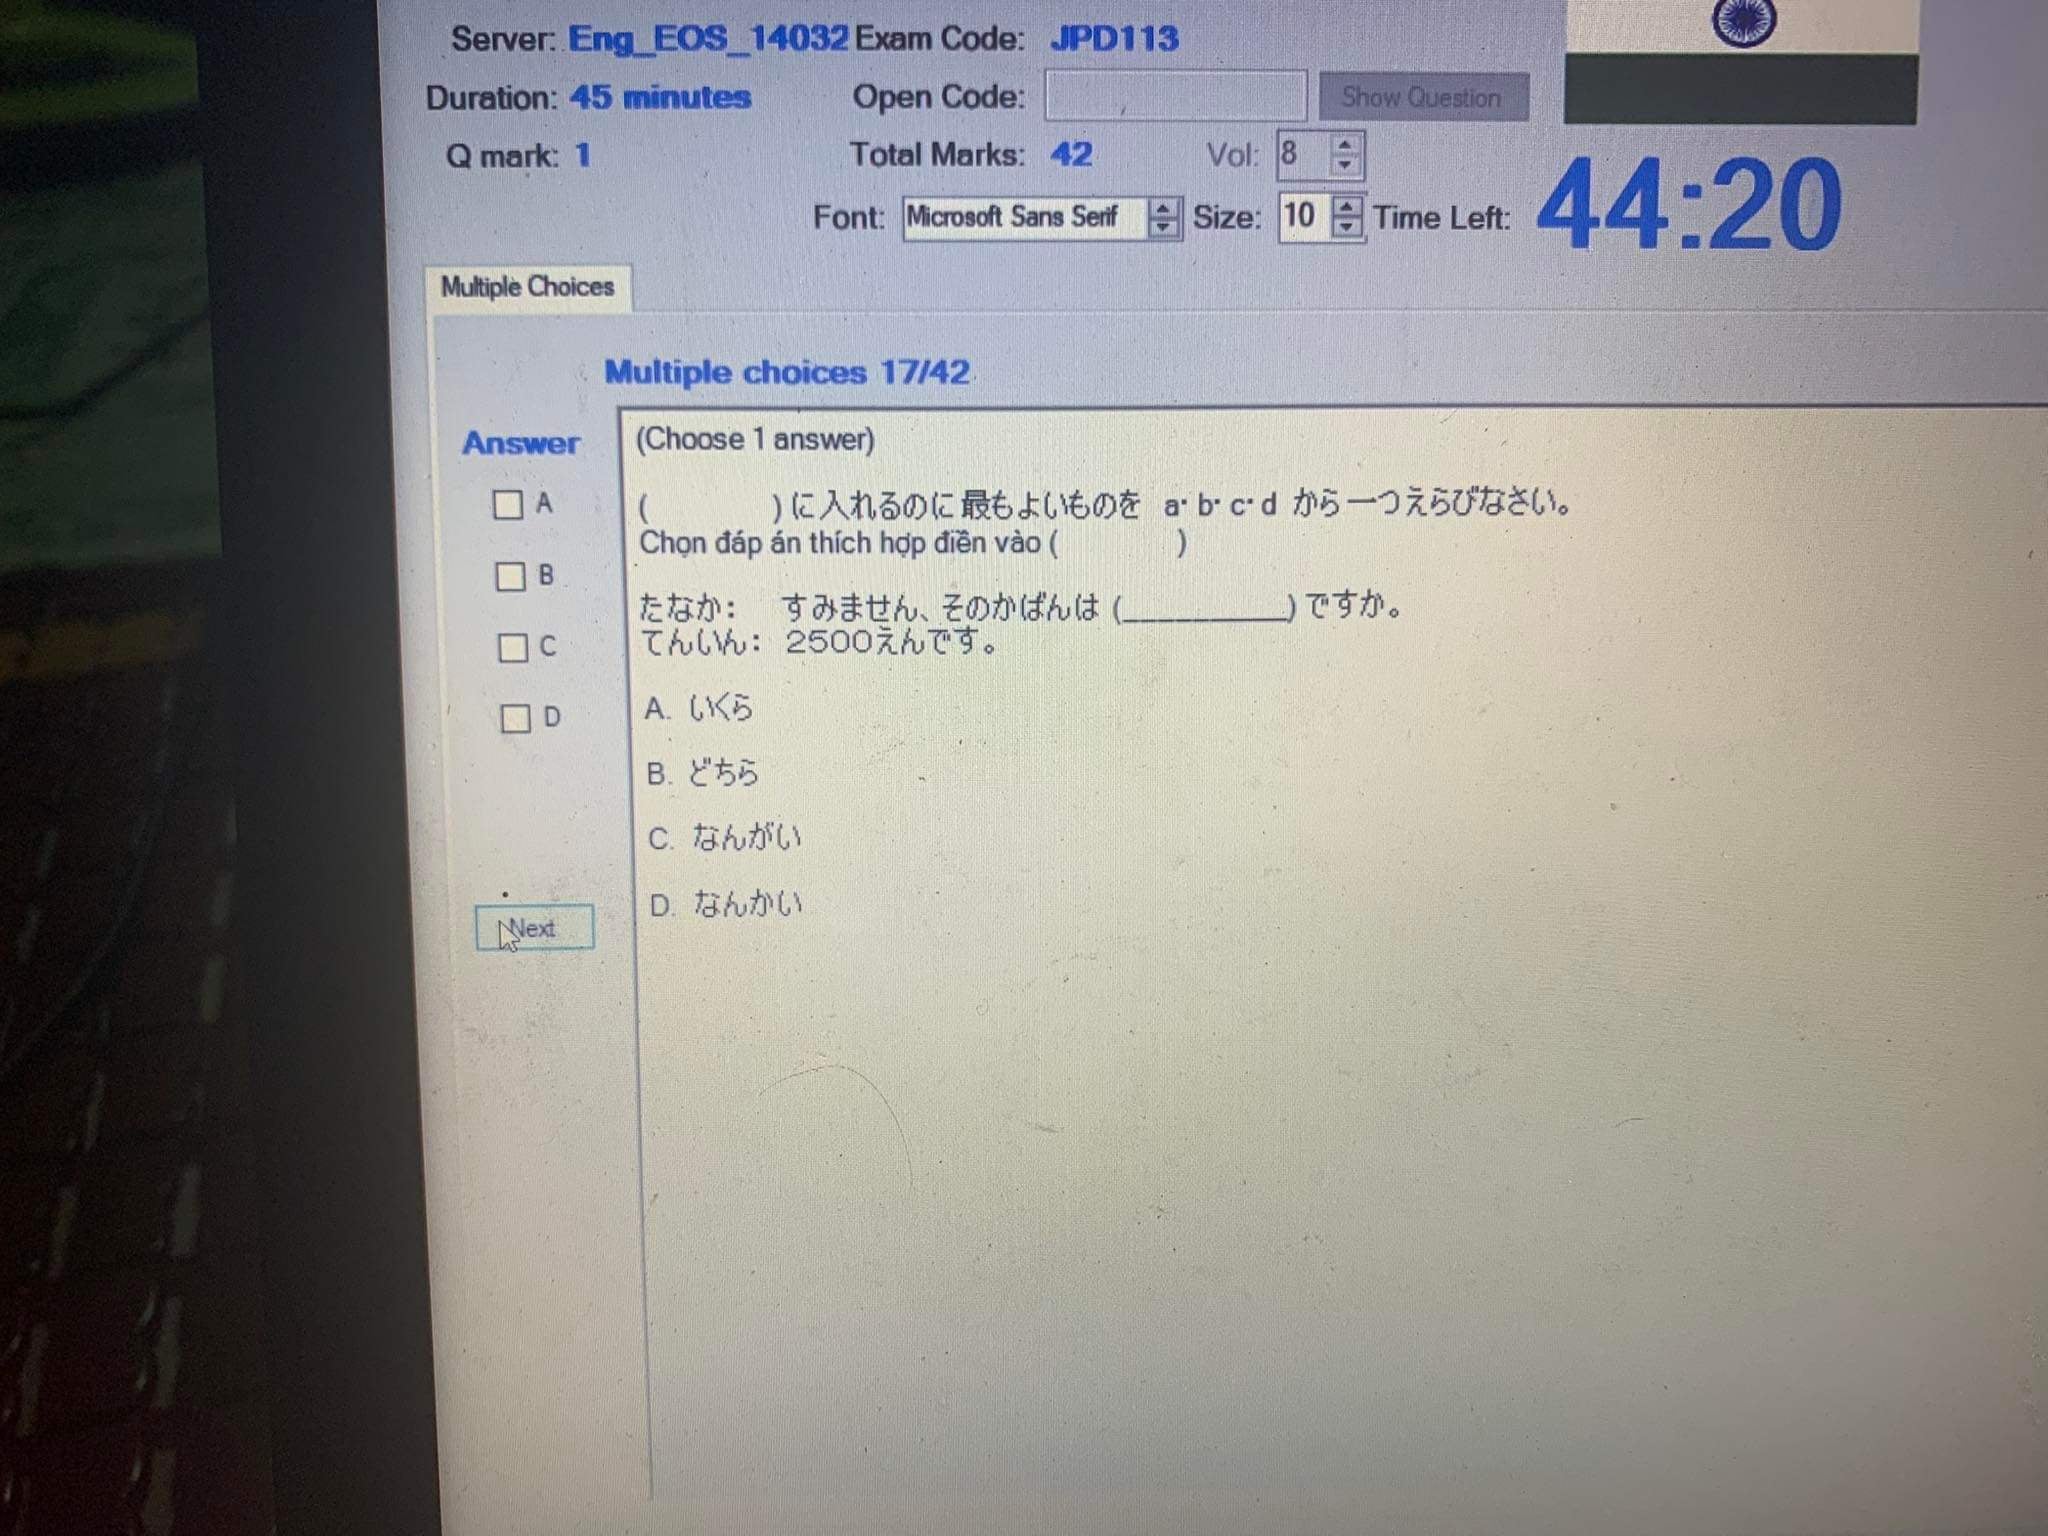 Server: Eng_EOS_14032 Exam Code: JPD113
Duration: 45 minutes Open Code: Show Question
Q mark: 1 Total Marks: 42 Vol: 8
Font: Microsoft Sans Serif Size: 10 Time Left: 44:20
Multiple Choices
Multiple choices 17/42
Answer
A
B
C
D
Next
(Choose 1 answer)
( )に入れるのに最もよいものを a・b・c・d から一つえらびなさい。
Chọn đáp án thích hợp điền vào ( )
たなか： すみません、そのかばんは (__________) ですか。
てんいん： 2500えんです。
A. いくら
B. どちら
C. なんがい
D. なんかい